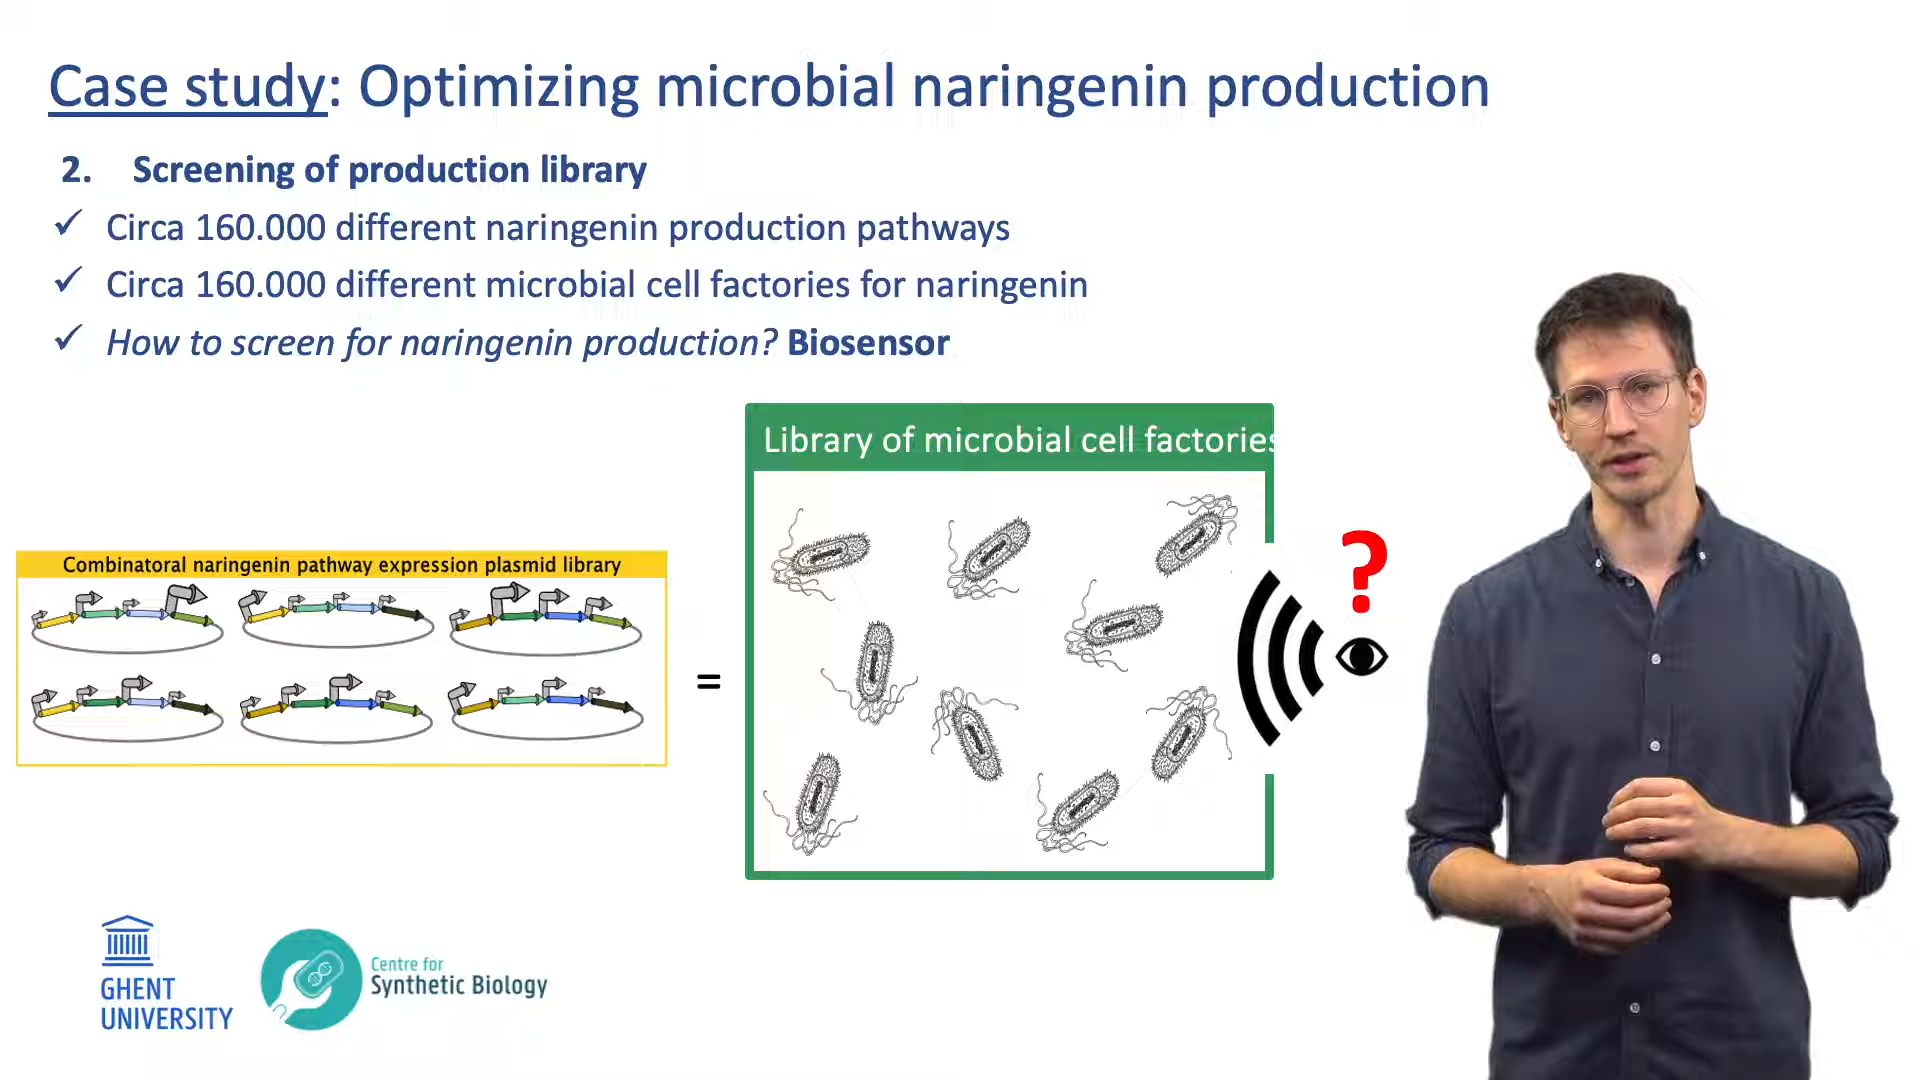 Case study: Optimizing microbial naringenin production
2. Screening of production library
✓ Circa 160.000 different naringenin production pathways
✓ Circa 160.000 different microbial cell factories for naringenin
✓ How to screen for naringenin production? Biosensor
Library of microbial cell factories
Combinatoral naringenin pathway expression plasmid library
=
?
GHENT
UNIVERSITY
Centre for
Synthetic Biology